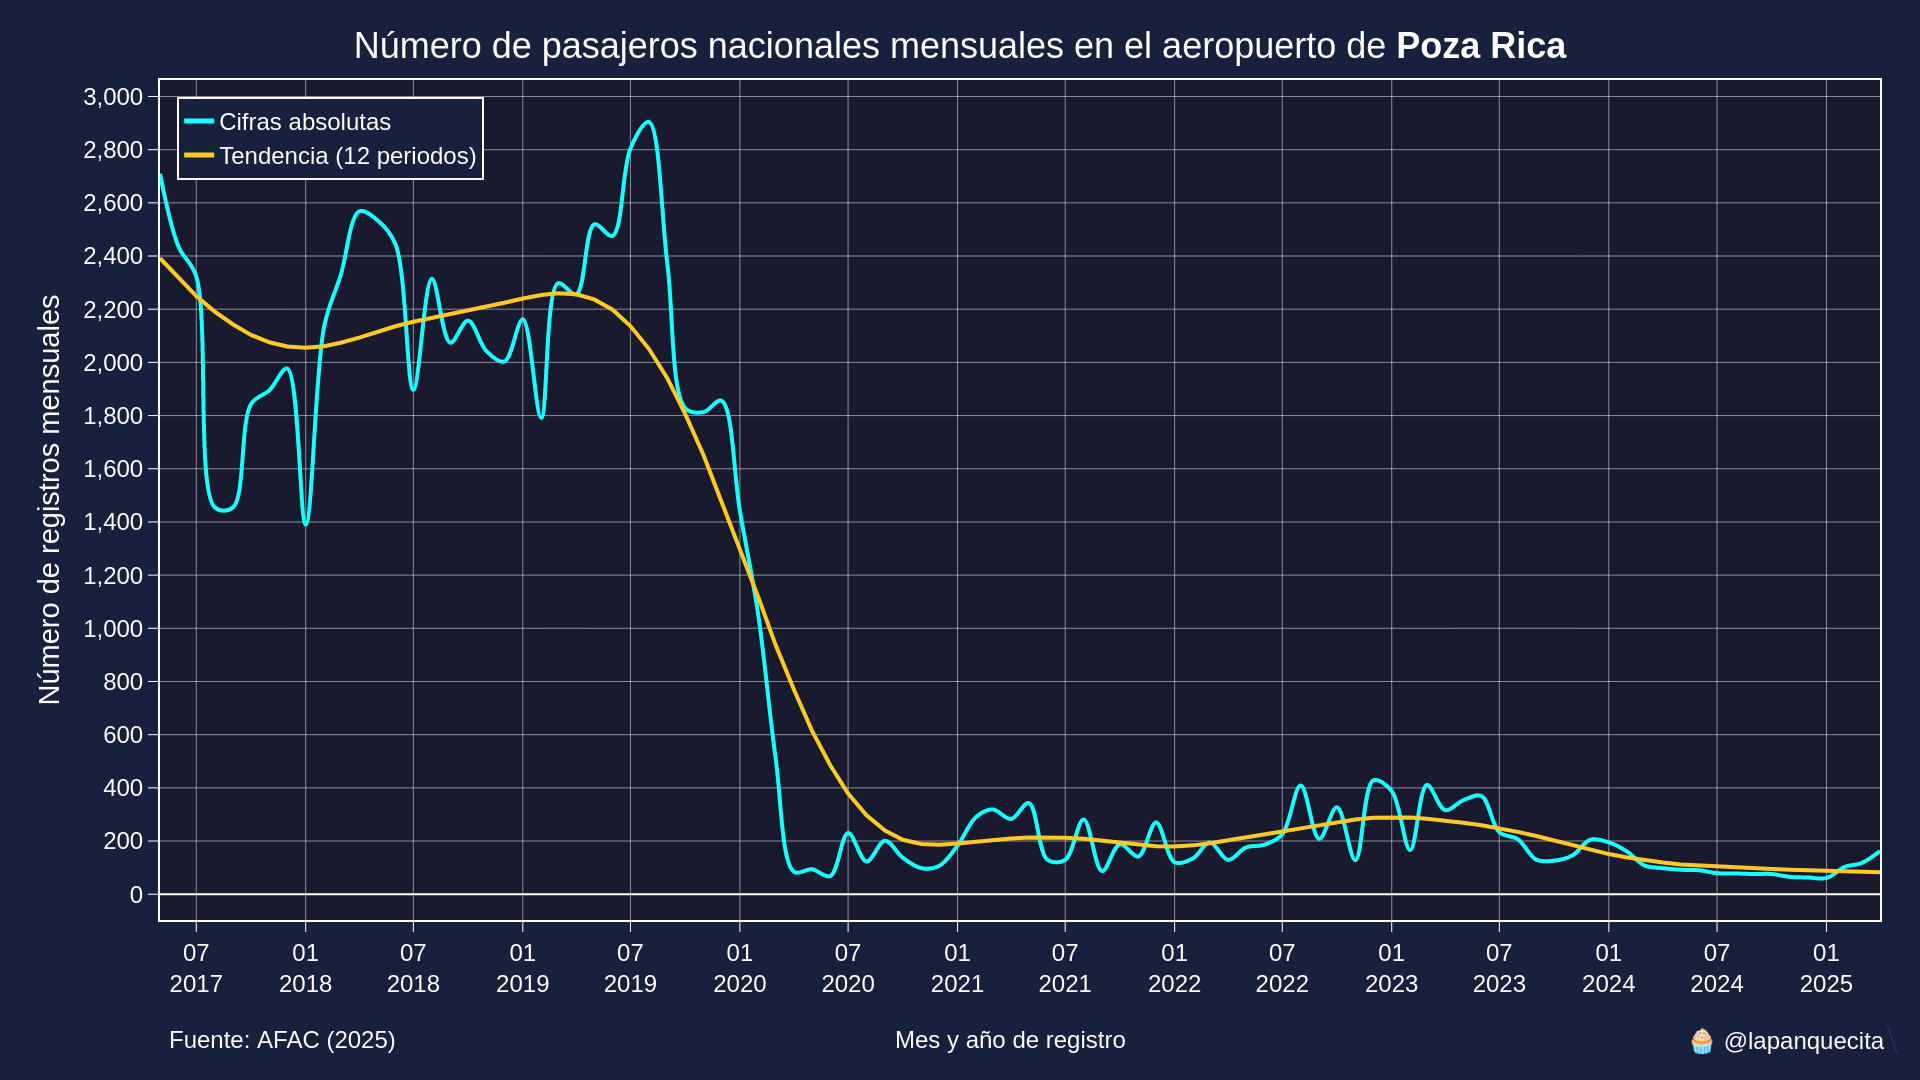 Número de pasajeros nacionales mensuales en el aeropuerto de Poza Rica
Cifras absolutas
Tendencia (12 periodos)
Número de registros mensuales
3,000
2,800
2,600
2,400
2,200
2,000
1,800
1,600
1,400
1,200
1,000
800
600
400
200
0
07 01 07 01 07 01 07 01 07 01 07 01 07 01 07 01
2017 2018 2018 2019 2019 2020 2020 2021 2021 2022 2022 2023 2023 2024 2024 2025
Fuente: AFAC (2025)
Mes y año de registro
🧁 @lapanquecita